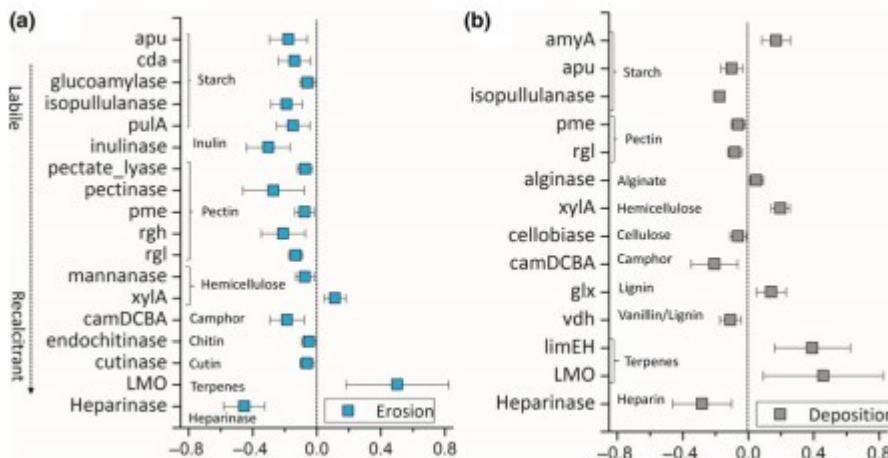 (a)
Labile
Recalcitrant
apu
cda
glucoamylase
isopullulanase
pulA
inulinase
pectate_lyase
pectinase
pme
rgh
rgl
mannanase
xylA
camDCBA
endochitinase
cutinase
LMO
Heparinase
Starch
Inulin
Pectin
Hemicellulose
Camphor
Chitin
Cutin
Terpenes
Heparinase
Erosion
−0.8 −0.4 0.0 0.4 0.8
(b)
amyA
apu
isopullulanase
pme
rgl
alginase
xylA
cellobiase
camDCBA
glx
vdh
limEH
LMO
Heparinase
Starch
Pectin
Alginate
Hemicellulose
Cellulose
Camphor
Lignin
Vanillin/Lignin
Terpenes
Heparin
Deposition
−0.8 −0.4 0.0 0.4 0.8